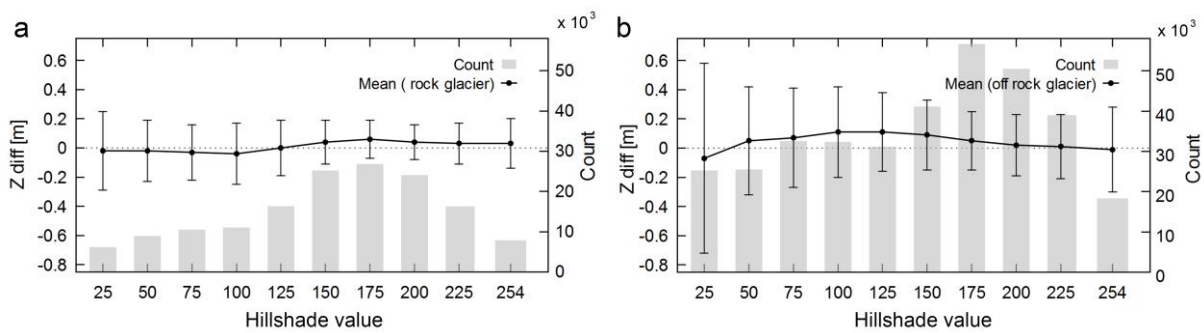 a
x 10³
Count
Mean ( rock glacier)
Z diff [m]
0.6
0.4
0.2
0
-0.2
-0.4
-0.6
-0.8
50
40
30
20
10
0
Count
25 50 75 100 125 150 175 200 225 254
Hillshade value
b
x 10³
Count
Mean (off rock glacier)
Z diff [m]
0.6
0.4
0.2
0
-0.2
-0.4
-0.6
-0.8
50
40
30
20
10
0
Count
25 50 75 100 125 150 175 200 225 254
Hillshade value